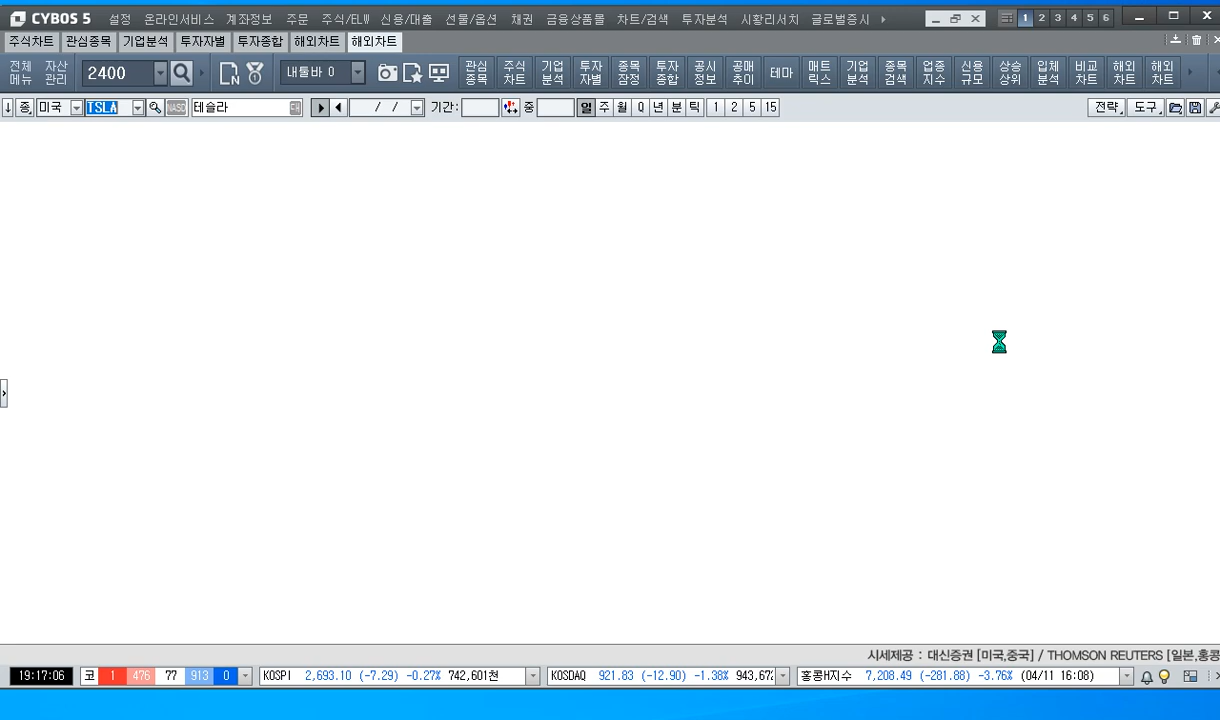 CYBOS 5 설정 온라인서비스 계좌정보 주문 주식/ELW 신용/대출 선물/옵션 채권 금융상품몰 차트/검색 투자분석 시황리서치 글로벌증시 1 2 3 4 5 6
주식차트 관심종목 기업분석 투자자별 투자종합 해외차트 해외차트
전체 메뉴 자산 관리 2400 N 내툴바 0 관심 종목 주식 차트 기업 분석 투자 자별 종목 잠정 투자 종합 공시 정보 공매 추이 테마 매트 릭스 기업 분석 종목 검색 업종 지수 신용 규모 상승 상위 입체 분석 비교 차트 해외 차트 해외 차트
종 미국 TSLA NASD 테슬라 / / 기간: 중 일 주 월 Q 년 분 틱 1 2 5 15 전략 도구
시세제공 : 대신증권 [미국,중국] / THOMSON REUTERS [일본,홍콩
19:17:06 코 1 476 77 913 0 KOSPI 2,693.10 (-7.29) -0.27% 742,601천 KOSDAQ 921.83 (-12.90) -1.38% 943,67 홍콩H지수 7,208.49 (-281.88) -3.76% (04/11 16:08)